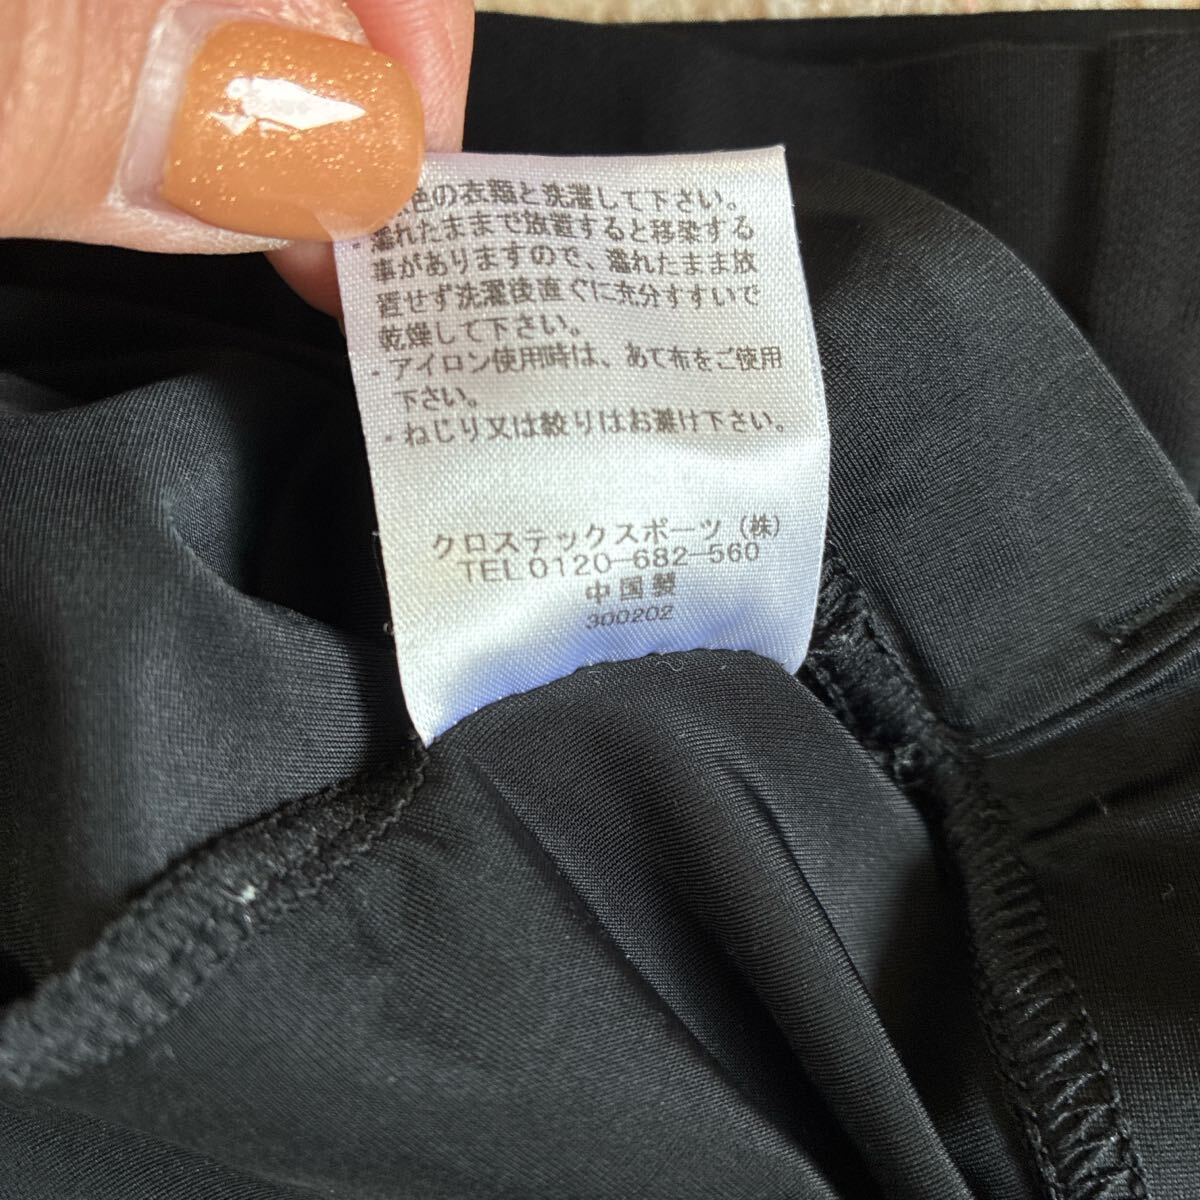 色の衣類と洗濯して下さい。
・濡れたままで放置すると移染する
事がありますので、濡れたまま放
置せず洗濯後直ぐに充分すすいで
乾燥して下さい。
・アイロン使用時は、あて布をご使用
下さい。
・ねじり又は絞りはお避け下さい。
クロステックスポーツ（株）
TEL 0120-682-560
中国製
300202